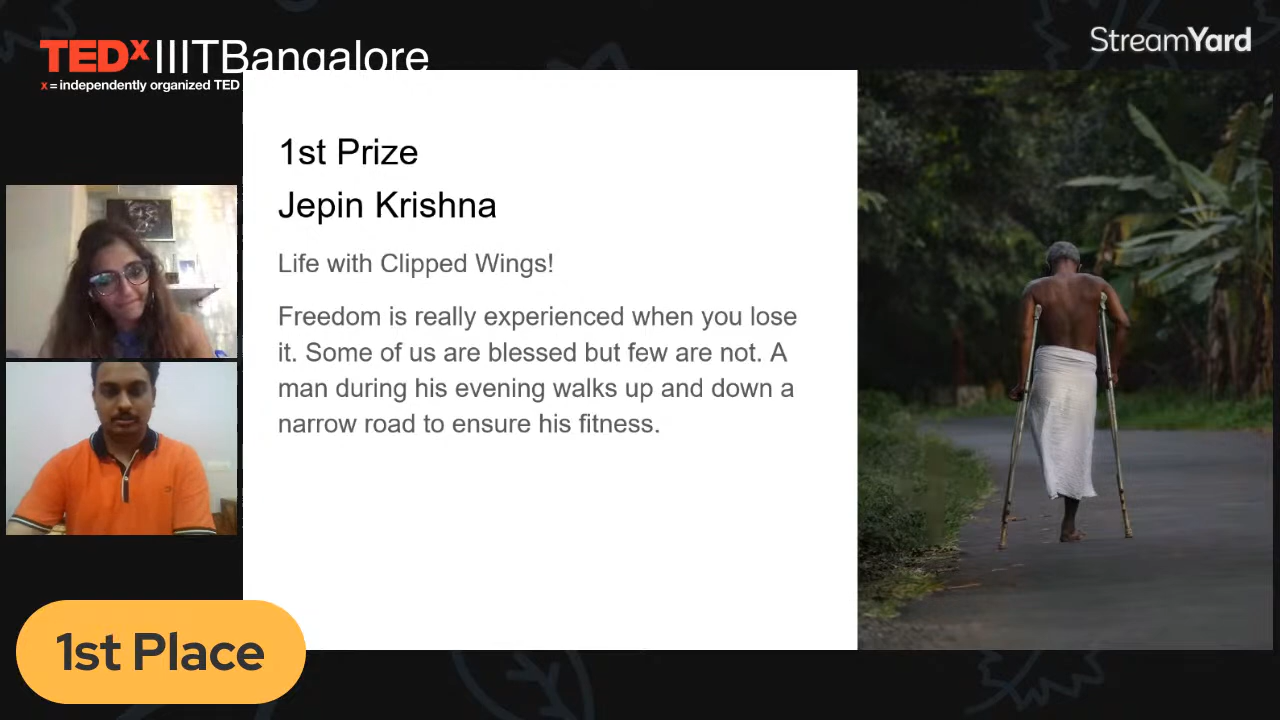 TEDx IIITBangalore
x = independently organized TED
StreamYard
1st Prize
Jepin Krishna
Life with Clipped Wings!
Freedom is really experienced when you lose
it. Some of us are blessed but few are not. A
man during his evening walks up and down a
narrow road to ensure his fitness.
1st Place